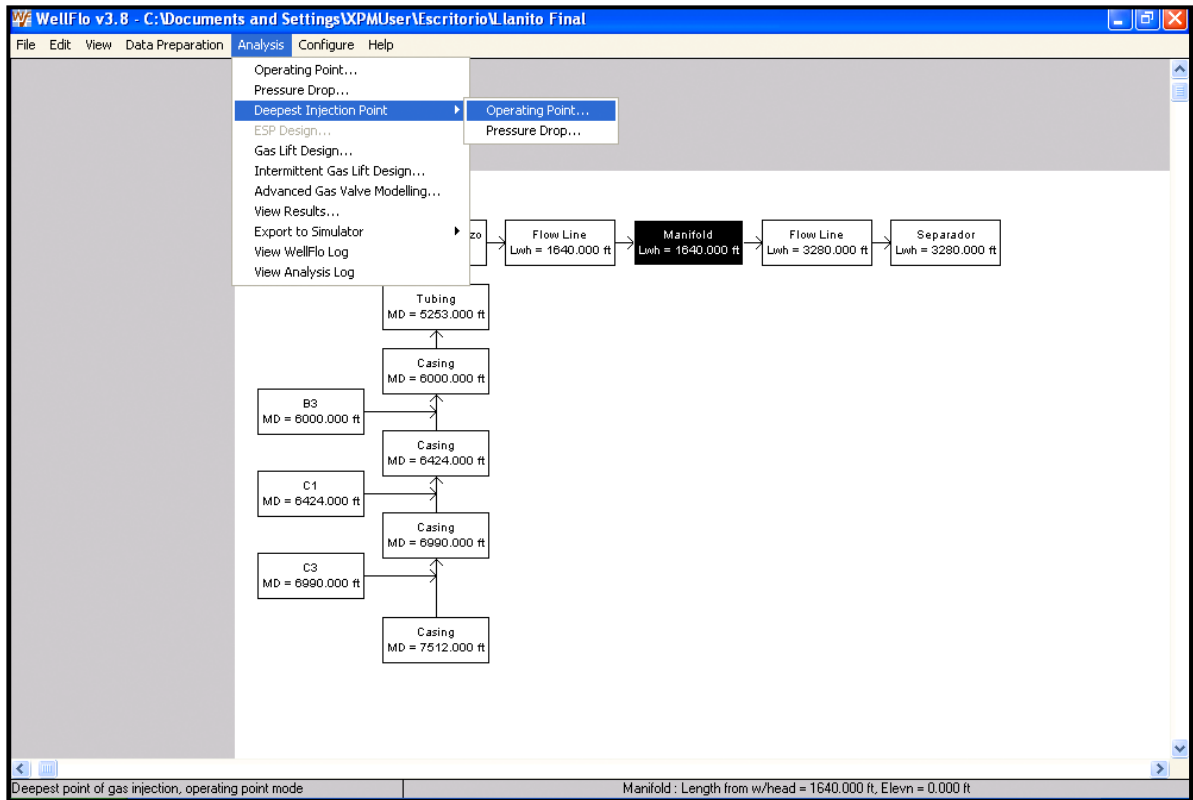 WellFlo v3.8 - C:\Documents and Settings\XPMUser\Escritorio\Llanito Final
File Edit View Data Preparation Analysis Configure Help
Operating Point...
Pressure Drop...
Deepest Injection Point
Operating Point...
ESP Design...
Pressure Drop...
Gas Lift Design...
Intermittent Gas Lift Design...
Advanced Gas Valve Modelling...
View Results...
Export to Simulator
View WellFlo Log
View Analysis Log
zo
Flow Line
Lwh = 1640.000 ft
Manifold
Lwh = 1640.000 ft
Flow Line
Lwh = 3280.000 ft
Separador
Lwh = 3280.000 ft
Tubing
MD = 5253.000 ft
Casing
MD = 6000.000 ft
B3
MD = 6000.000 ft
Casing
MD = 6424.000 ft
C1
MD = 6424.000 ft
Casing
MD = 6990.000 ft
C3
MD = 6990.000 ft
Casing
MD = 7512.000 ft
Deepest point of gas injection, operating point mode
Manifold : Length from w/head = 1640.000 ft, Elevn = 0.000 ft